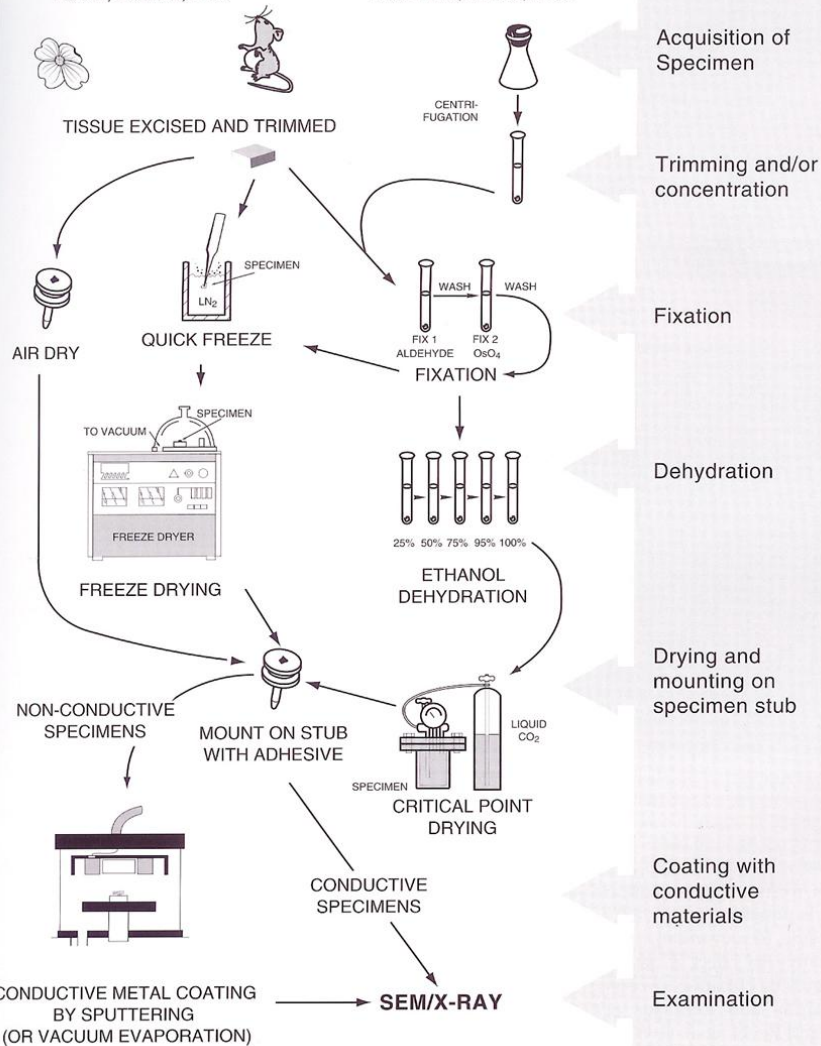 Acquisition of
Specimen
CENTRI-
FUGATION
TISSUE EXCISED AND TRIMMED
Trimming and/or
concentration
SPECIMEN
LN2
WASH
WASH
FIX 1
ALDEHYDE
FIX 2
OsO4
Fixation
AIR DRY
QUICK FREEZE
FIXATION
SPECIMEN
TO VACUUM
FREEZE DRYER
Dehydration
25% 50% 75% 95% 100%
FREEZE DRYING
ETHANOL
DEHYDRATION
Drying and
mounting on
specimen stub
NON-CONDUCTIVE
SPECIMENS
MOUNT ON STUB
WITH ADHESIVE
LIQUID
CO2
SPECIMEN
CRITICAL POINT
DRYING
CONDUCTIVE
SPECIMENS
Coating with
conductive
materials
CONDUCTIVE METAL COATING
BY SPUTTERING
(OR VACUUM EVAPORATION)
SEM/X-RAY
Examination